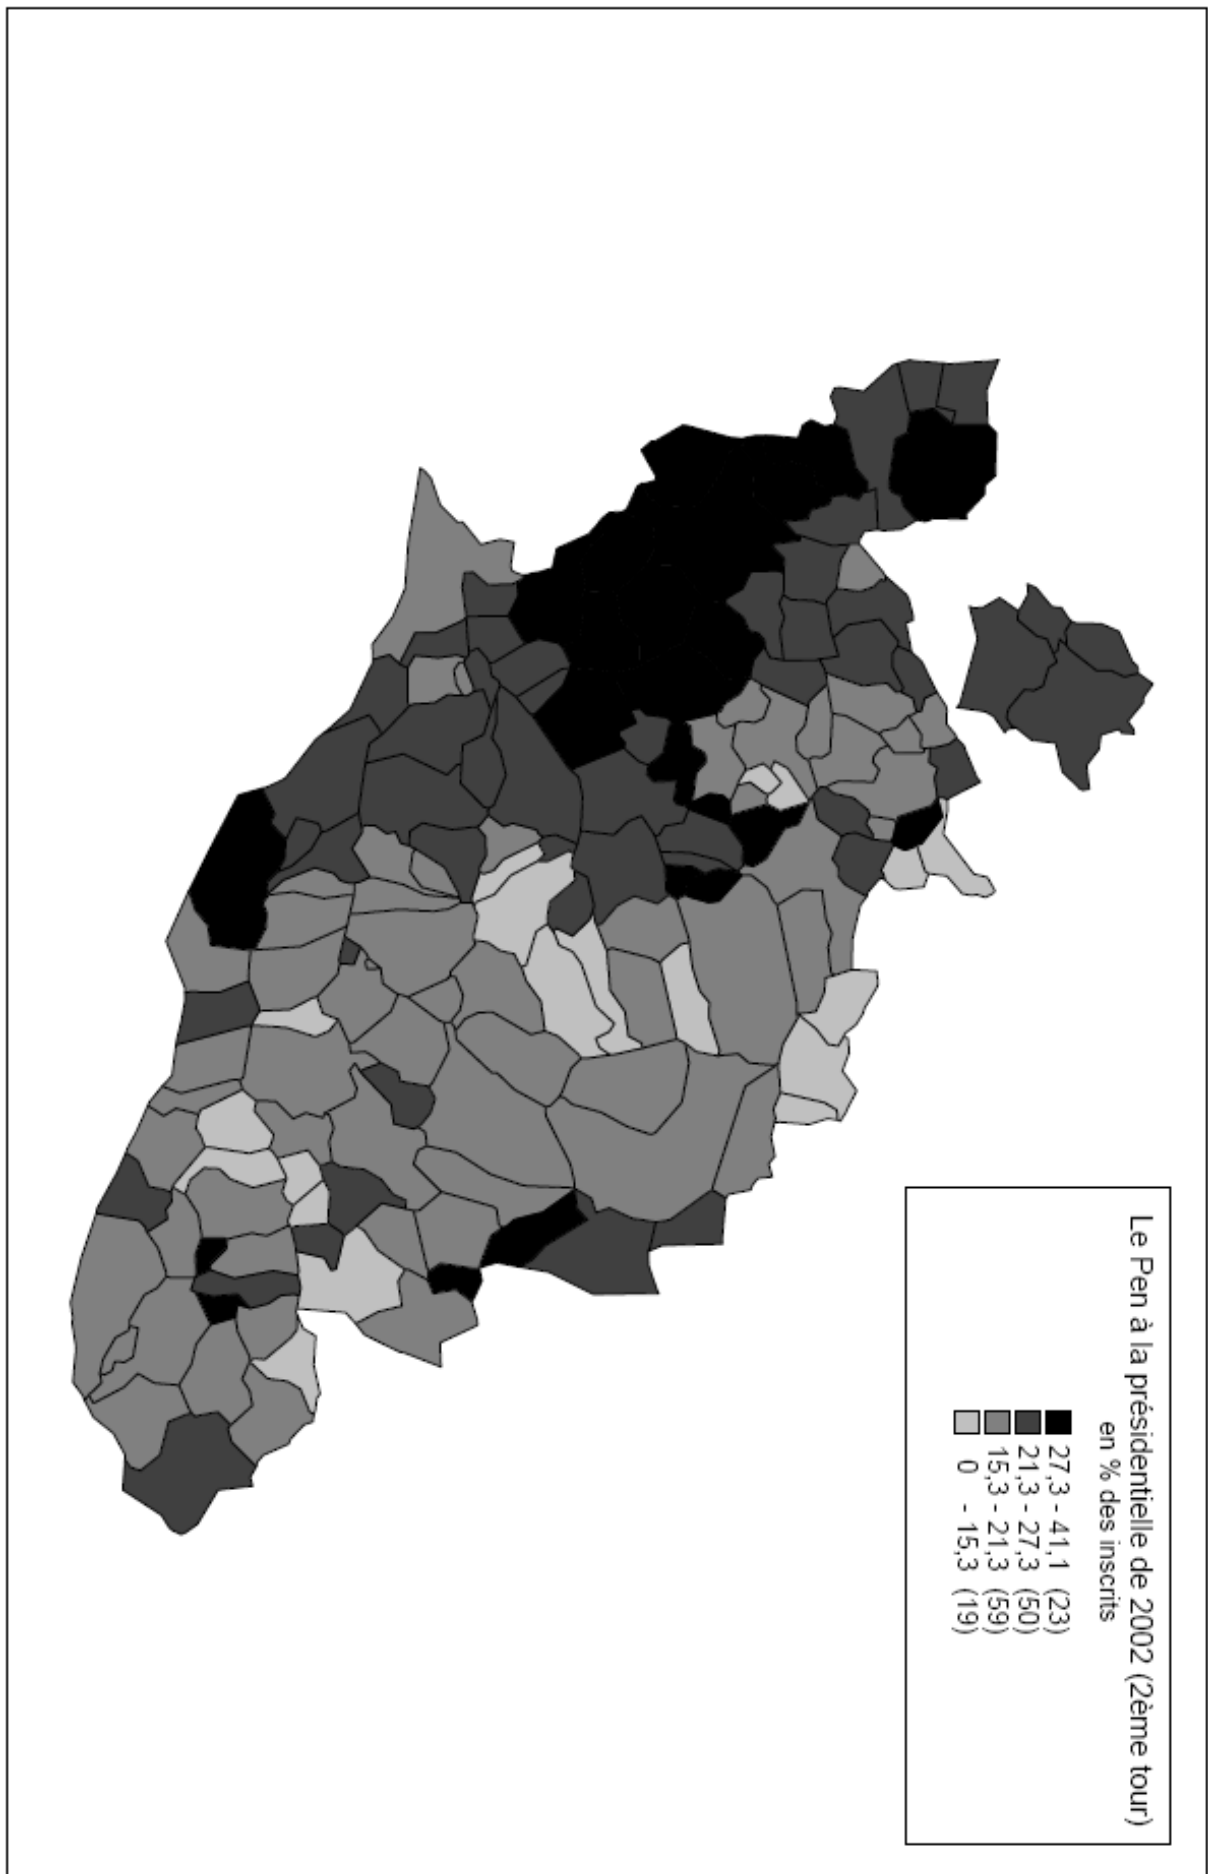 Le Pen à la présidentielle de 2002 (2ème tour)
en % des inscrits
27,3 - 41,1 (23)
21,3 - 27,3 (50)
15,3 - 21,3 (59)
0 - 15,3 (19)